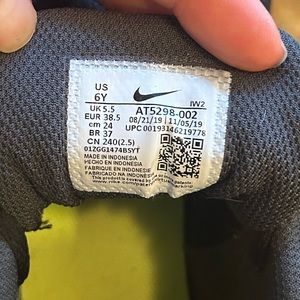 US
6Y
IW2
UK 5.5
EUR 38.5
cm 24
BR 37
CN 240(2.5)
AT5298-002
08/21/19 | 11/05/19
UPC 00193146219778
01ZGG1474BSYT
MADE IN INDONESIA
HECHO EN INDONESIA
FABRIQUE EN INDONESIE
FABRICADO NA INDONESIA